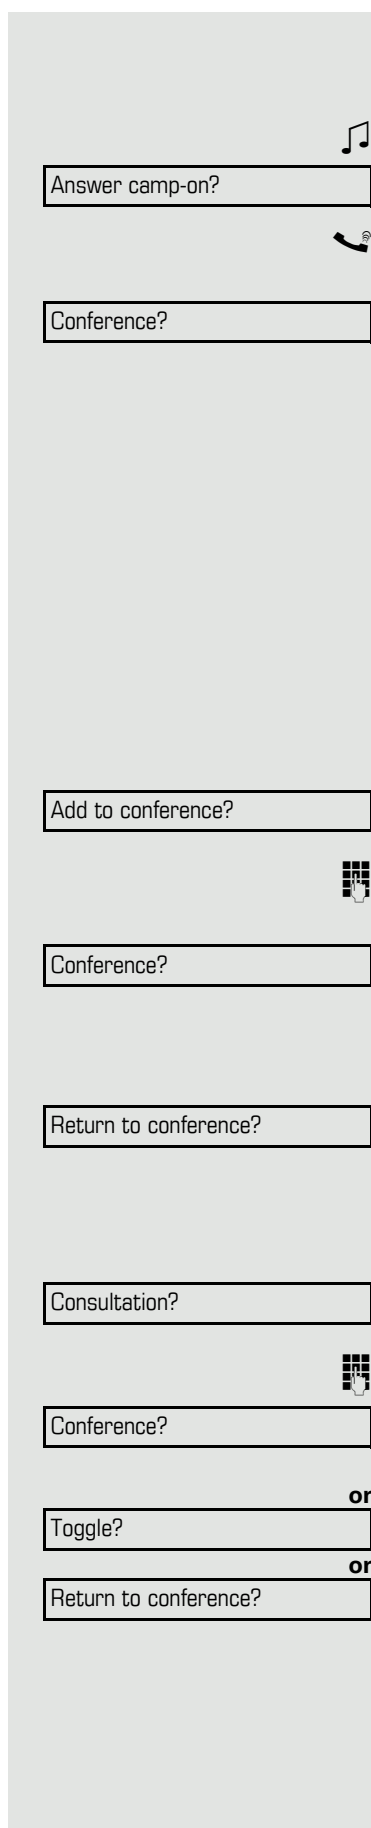 Answer camp-on?
Conference?
Add to conference?
Conference?
Return to conference?
Consultation?
Conference?
or
Toggle?
or
Return to conference?